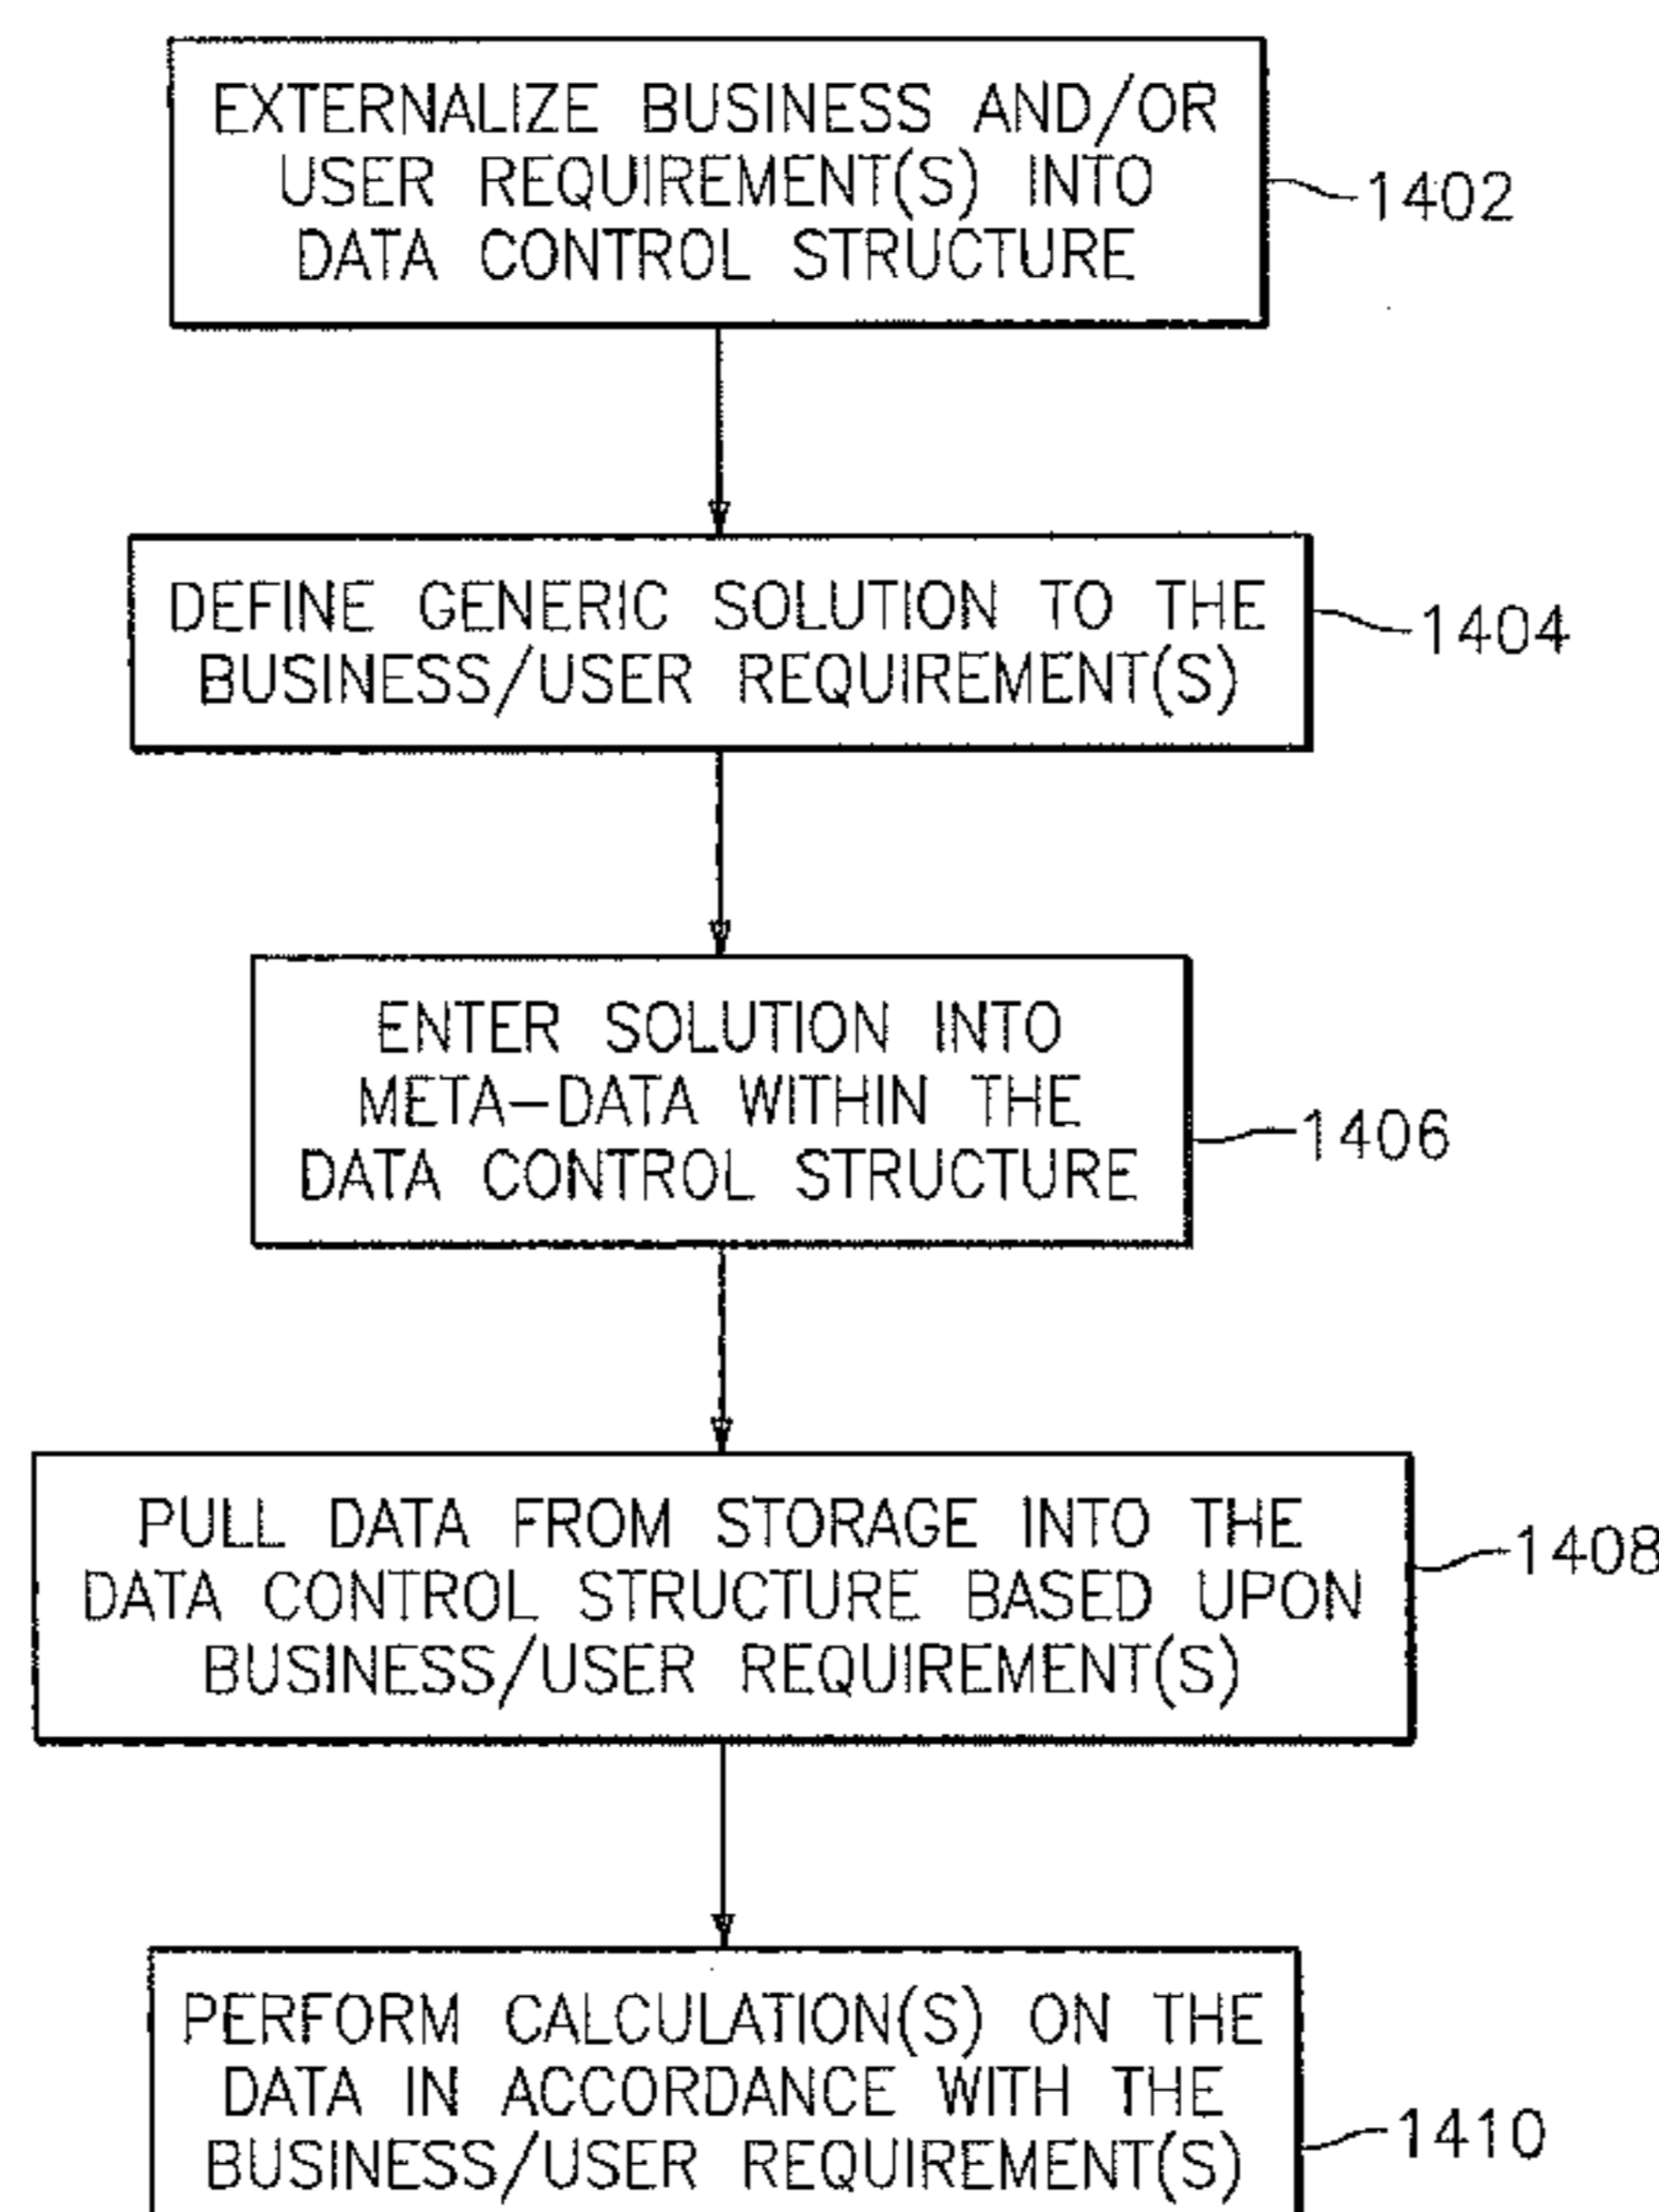 EXTERNALIZE BUSINESS AND/OR
USER REQUIREMENT(S) INTO
DATA CONTROL STRUCTURE
1402
DEFINE GENERIC SOLUTION TO THE
BUSINESS/USER REQUIREMENT(S)
1404
ENTER SOLUTION INTO
META-DATA WITHIN THE
DATA CONTROL STRUCTURE
1406
PULL DATA FROM STORAGE INTO THE
DATA CONTROL STRUCTURE BASED UPON
BUSINESS/USER REQUIREMENT(S)
1408
PERFORM CALCULATION(S) ON THE
DATA IN ACCORDANCE WITH THE
BUSINESS/USER REQUIREMENT(S)
1410